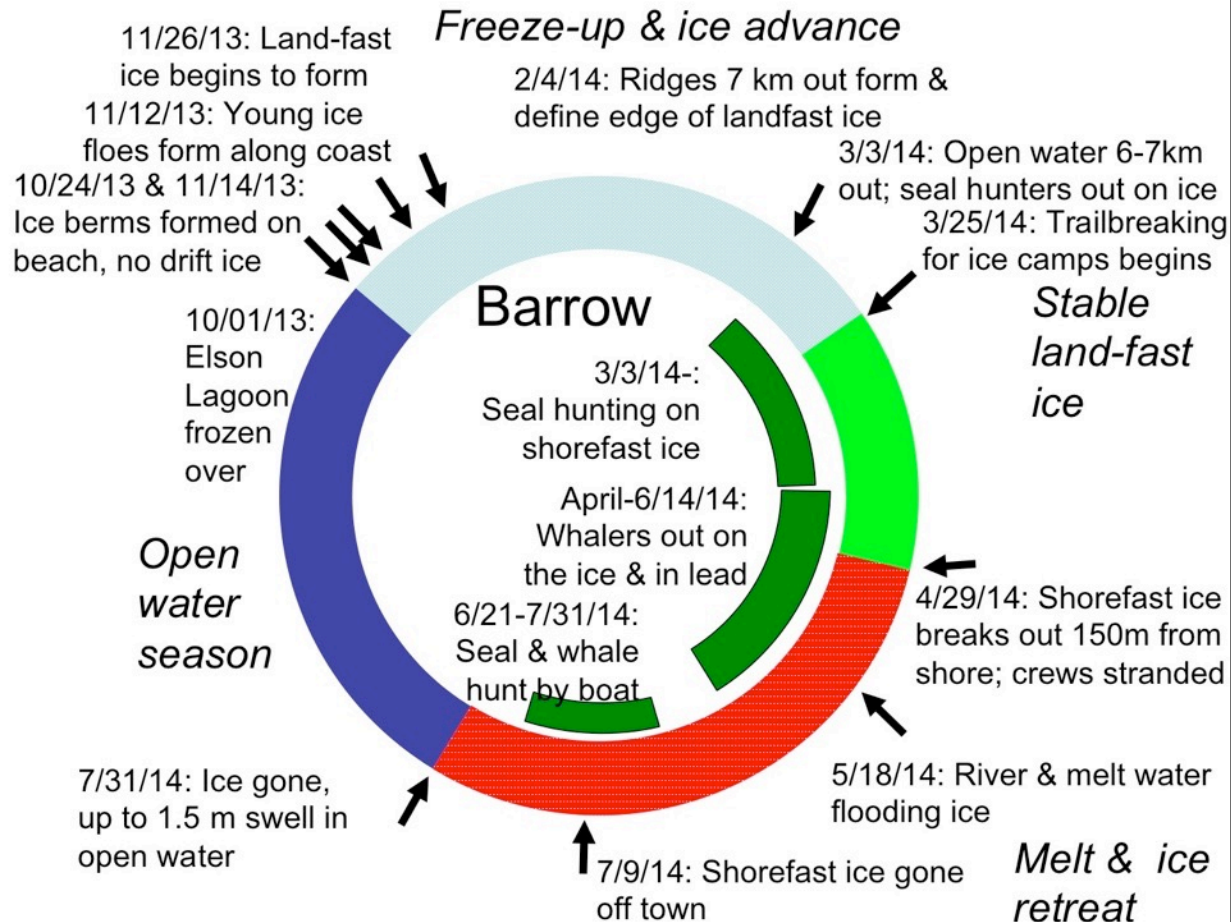 Freeze-up & ice advance
11/26/13: Land-fast
ice begins to form
11/12/13: Young ice
floes form along coast
10/24/13 & 11/14/13:
Ice berms formed on
beach, no drift ice
2/4/14: Ridges 7 km out form &
define edge of landfast ice
3/3/14: Open water 6-7km
out; seal hunters out on ice
3/25/14: Trailbreaking
for ice camps begins
Stable
land-fast
ice
Barrow
10/01/13:
Elson
Lagoon
frozen
over
3/3/14-:
Seal hunting on
shorefast ice
April-6/14/14:
Whalers out on
the ice & in lead
6/21-7/31/14:
Seal & whale
hunt by boat
Open
water
season
4/29/14: Shorefast ice
breaks out 150m from
shore; crews stranded
5/18/14: River & melt water
flooding ice
7/31/14: Ice gone,
up to 1.5 m swell in
open water
7/9/14: Shorefast ice gone
off town
Melt & ice
retreat